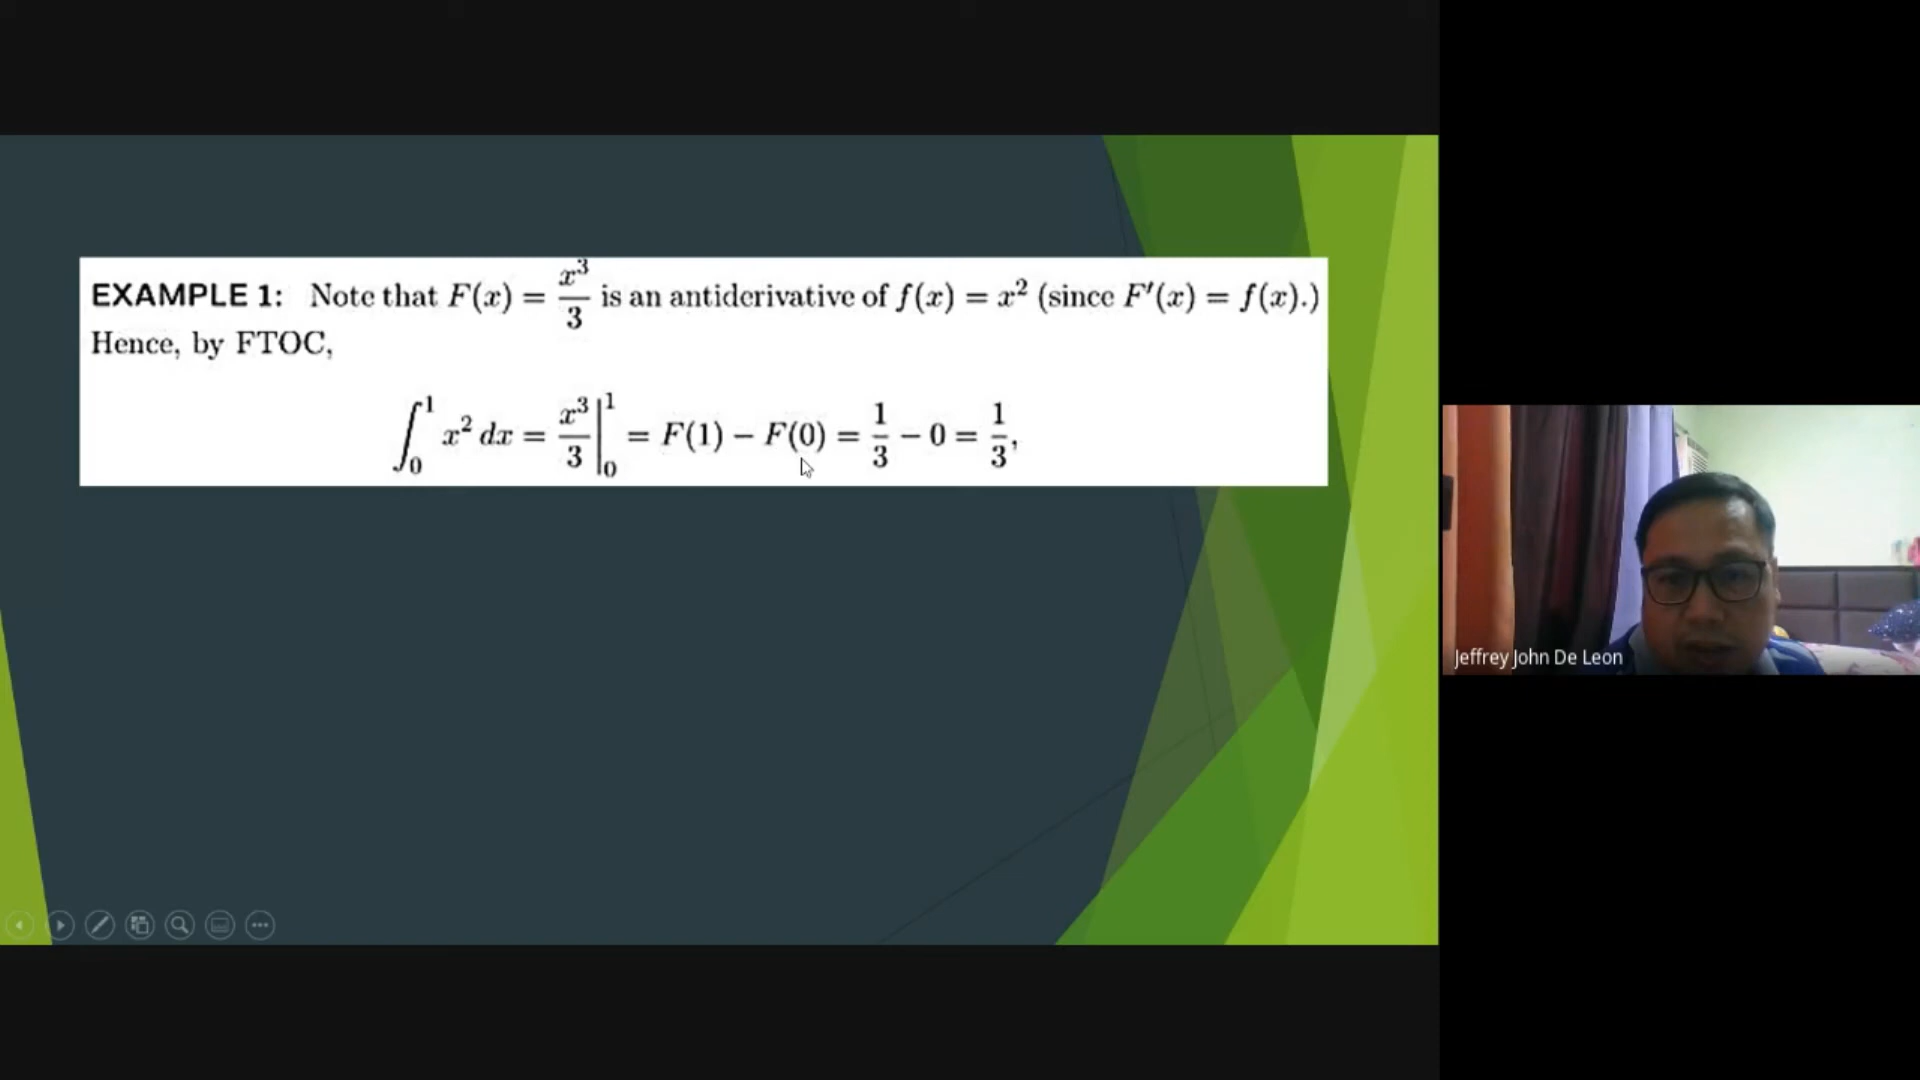 EXAMPLE 1: Note that F(x) = x³/3 is an antiderivative of f(x) = x² (since F′(x) = f(x).)
Hence, by FTOC,
∫₀¹ x² dx = x³/3 |₀¹ = F(1) − F(0) = 1/3 − 0 = 1/3,
Jeffrey John De Leon